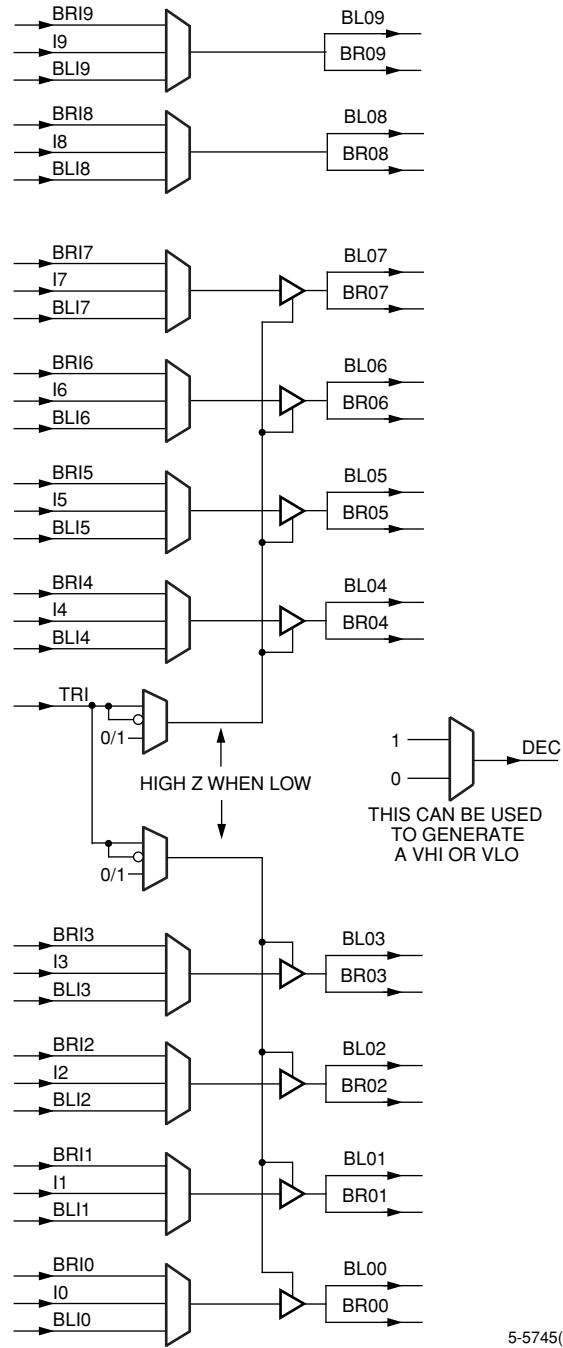 BRI9
I9
BLI9
BL09
BR09
BRI8
I8
BLI8
BL08
BR08
BRI7
I7
BLI7
BL07
BR07
BRI6
I6
BLI6
BL06
BR06
BRI5
I5
BLI5
BL05
BR05
BRI4
I4
BLI4
BL04
BR04
TRI
0/1
HIGH Z WHEN LOW
1
0
DEC
THIS CAN BE USED
TO GENERATE
A VHI OR VLO
0/1
BRI3
I3
BLI3
BL03
BR03
BRI2
I2
BLI2
BL02
BR02
BRI1
I1
BLI1
BL01
BR01
BRI0
I0
BLI0
BL00
BR00
5-5745(